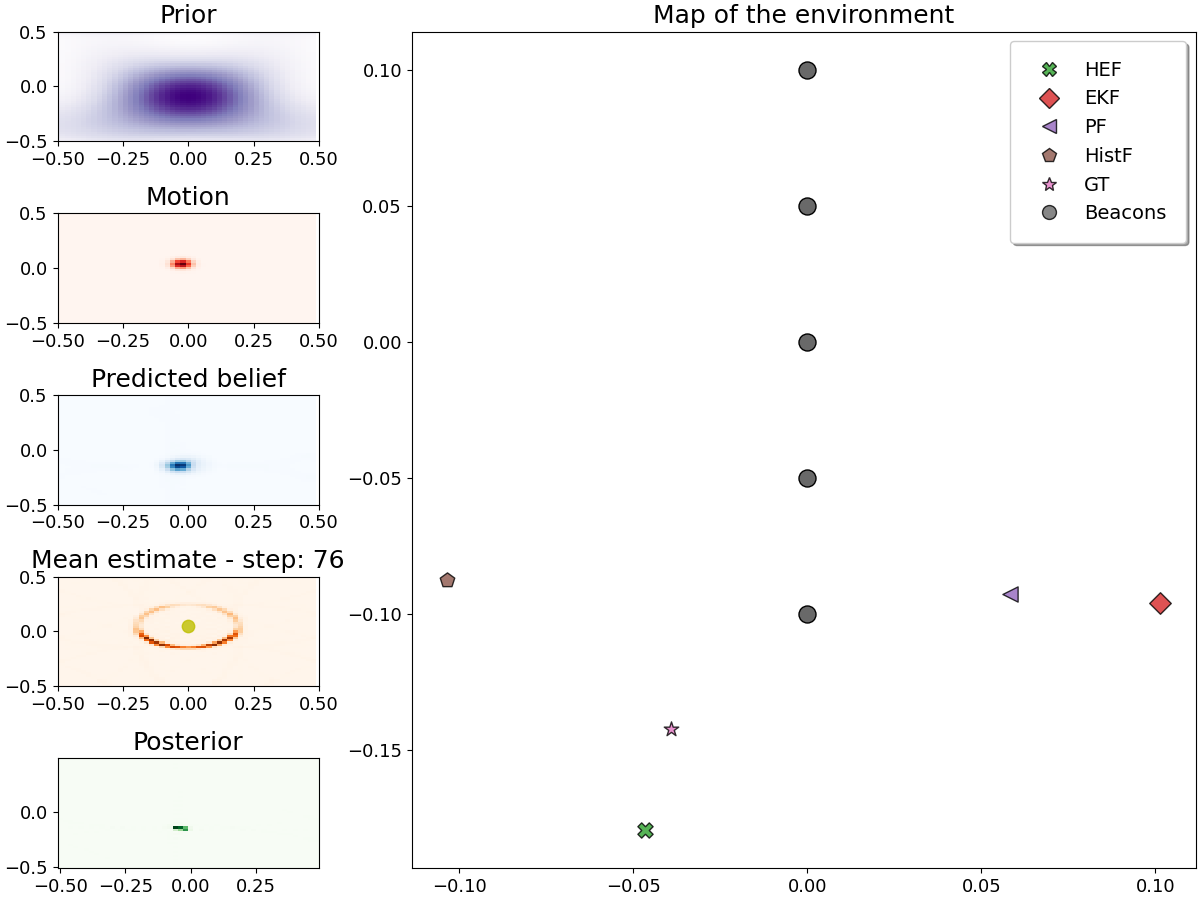 Prior
0.5
0.0
−0.5
−0.50 −0.25 0.00 0.25 0.50
Motion
0.5
0.0
−0.5
−0.50 −0.25 0.00 0.25 0.50
Predicted belief
0.5
0.0
−0.5
−0.50 −0.25 0.00 0.25 0.50
Mean estimate - step: 76
0.5
0.0
−0.5
−0.50 −0.25 0.00 0.25 0.50
Posterior
0.0
−0.5
−0.50 −0.25 0.00 0.25
Map of the environment
0.10
0.05
0.00
−0.05
−0.10
−0.15
−0.10 −0.05 0.00 0.05 0.10
HEF
EKF
PF
HistF
GT
Beacons